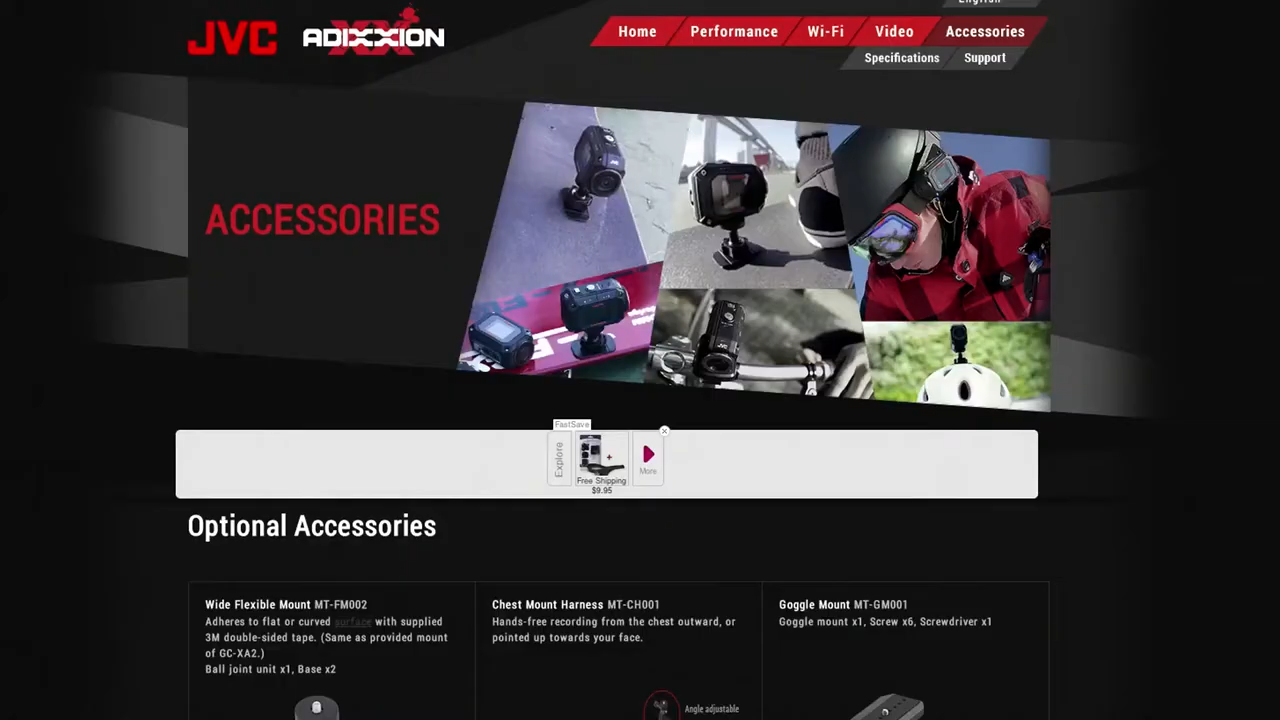 English
JVC ADIXXION
Home Performance Wi-Fi Video Accessories
Specifications Support
ACCESSORIES
FastSave
Explore
More
Free Shipping
$9.95
Optional Accessories
Wide Flexible Mount MT-FM002
Adheres to flat or curved surface with supplied
3M double-sided tape. (Same as provided mount
of GC-XA2.)
Ball joint unit x1, Base x2
Chest Mount Harness MT-CH001
Hands-free recording from the chest outward, or
pointed up towards your face.
Angle adjustable
Goggle Mount MT-GM001
Goggle mount x1, Screw x6, Screwdriver x1